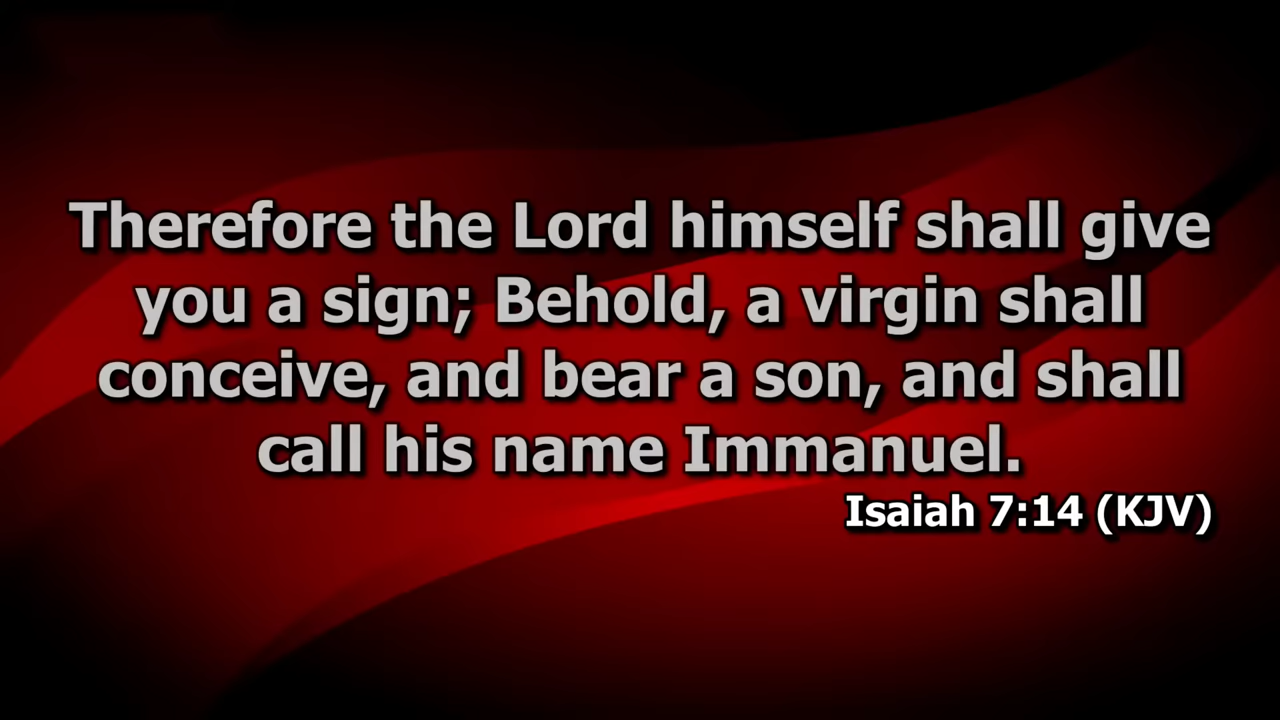 Therefore the Lord himself shall give
you a sign; Behold, a virgin shall
conceive, and bear a son, and shall
call his name Immanuel.
Isaiah 7:14 (KJV)